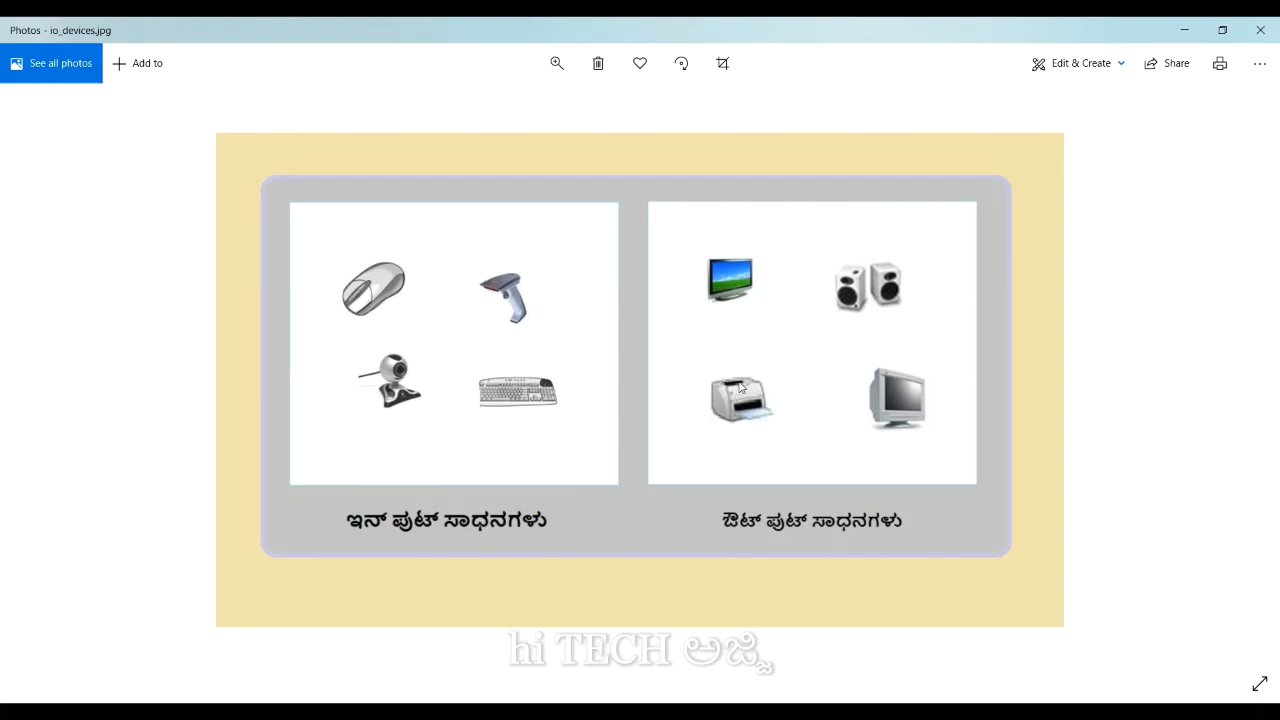 Photos - io_devices.jpg
See all photos
Add to
Edit & Create
Share
ಇನ್ ಪುಟ್ ಸಾಧನಗಳು
ಔಟ್ ಪುಟ್ ಸಾಧನಗಳು
hi TECH ಅಜ್ಜಿ